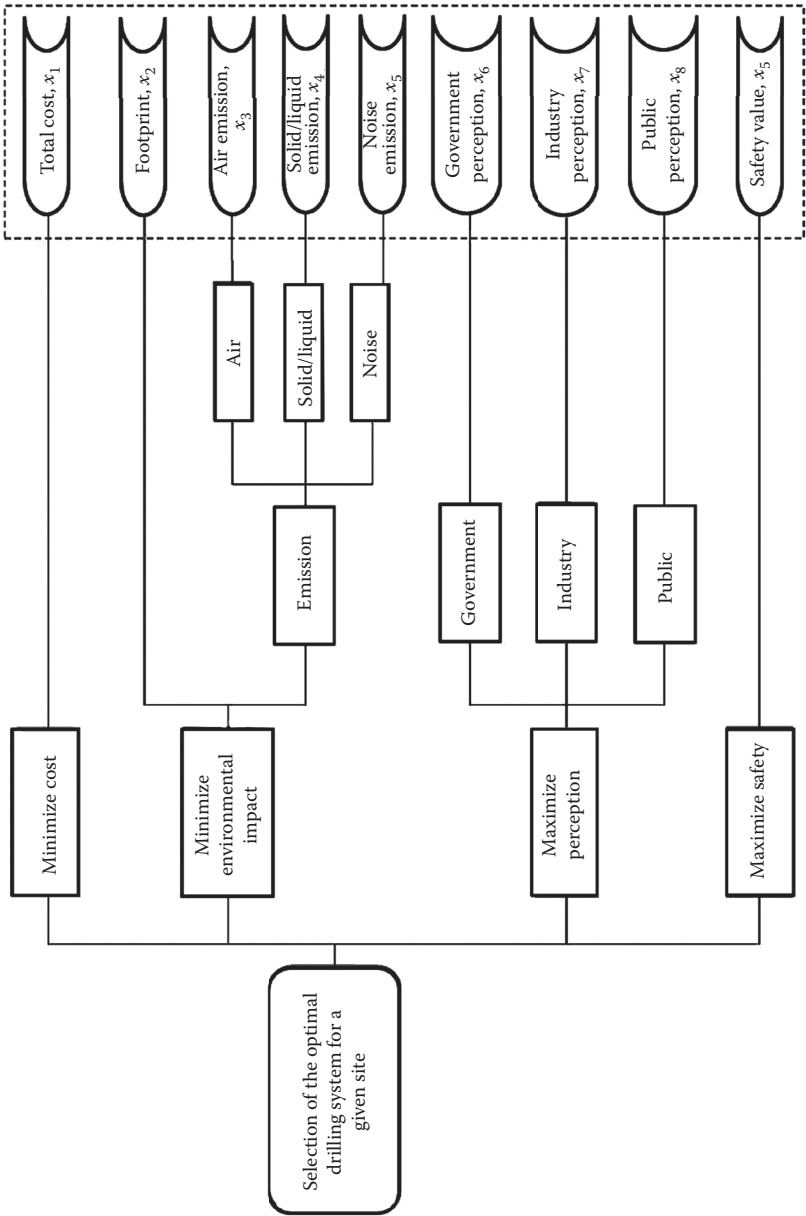 Selection of the optimal
drilling system for a
given site
Minimize cost
Minimize
environmental
impact
Maximize
perception
Maximize safety
Emission
Government
Industry
Public
Air
Solid/liquid
Noise
Total cost, x₁
Footprint, x₂
Air emission,
x₃
Solid/liquid
emission, x₄
Noise
emission, x₅
Government
perception, x₆
Industry
perception, x₇
Public
perception, x₈
Safety value, x₅